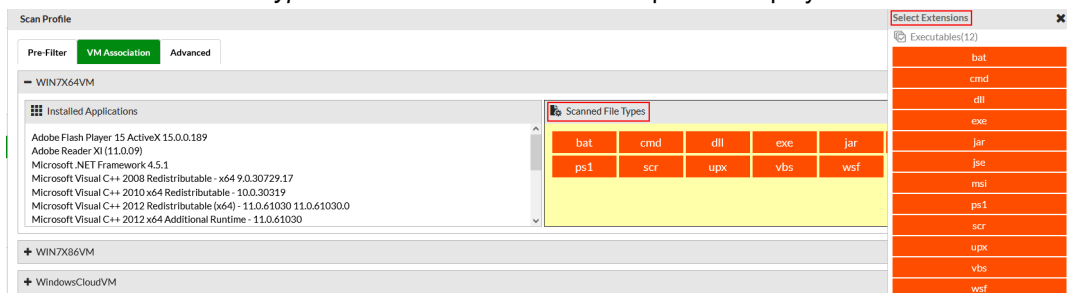 Scan Profile
Pre-Filter VM Association Advanced
WIN7X64VM
Installed Applications
Adobe Flash Player 15 ActiveX 15.0.0.189
Adobe Reader XI (11.0.09)
Microsoft .NET Framework 4.5.1
Microsoft Visual C++ 2008 Redistributable - x64 9.0.30729.17
Microsoft Visual C++ 2010 x64 Redistributable - 10.0.30319
Microsoft Visual C++ 2012 Redistributable (x64) - 11.0.61030 11.0.61030.0
Microsoft Visual C++ 2012 x64 Additional Runtime - 11.0.61030
Scanned File Types
bat cmd dll exe jar
ps1 scr upx vbs wsf
WIN7X86VM
WindowsCloudVM
Select Extensions
Executables(12)
bat
cmd
dll
exe
jar
jse
msi
ps1
scr
upx
vbs
wsf